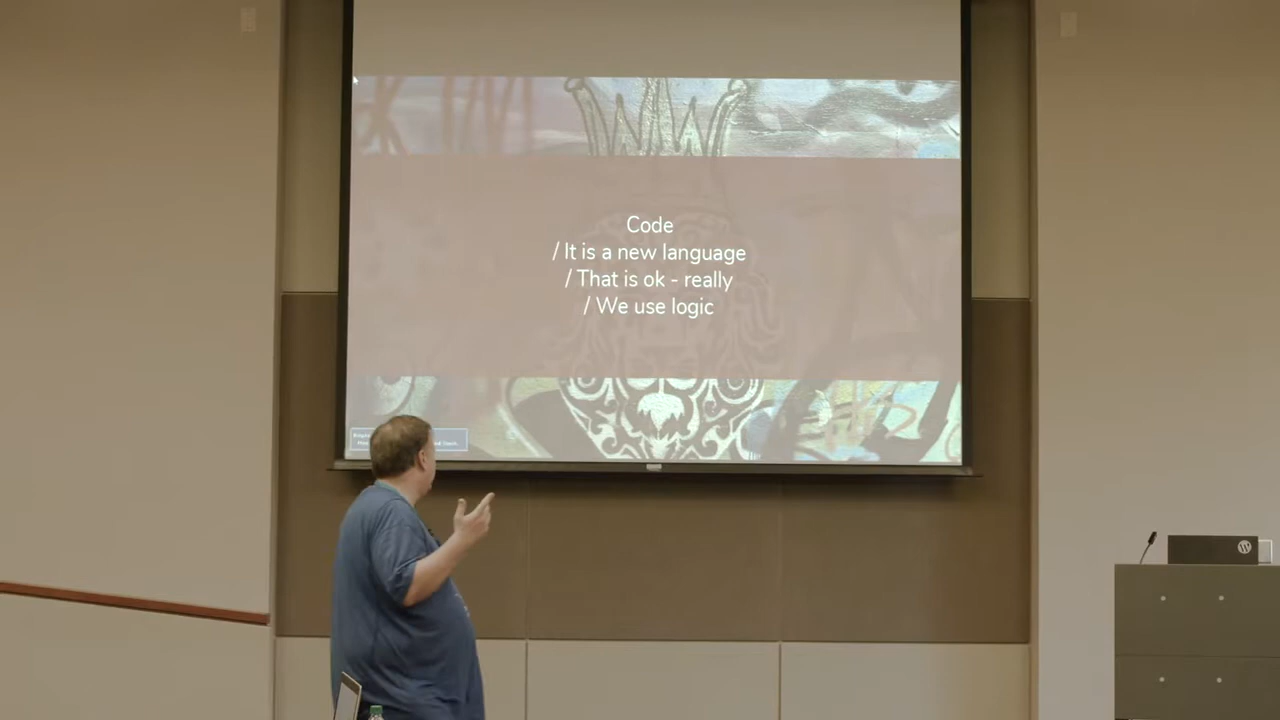 Code
/ It is a new language
/ That is ok - really
/ We use logic